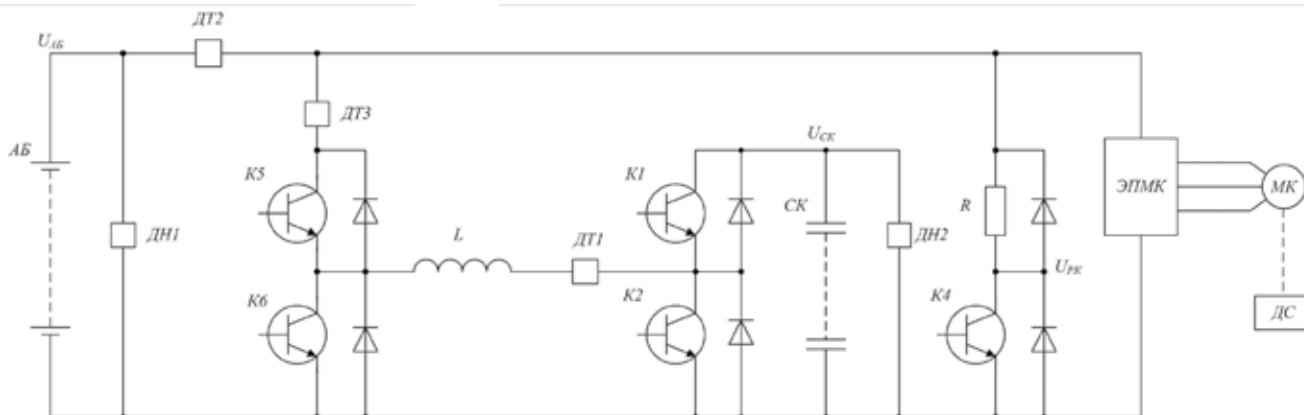 ДТ2
U_АБ
ДТ3
АБ
U_СК
К5
К1
СК
ЭПМК
МК
R
ДН1
L
ДТ1
ДН2
U_РК
К6
К2
К4
ДС